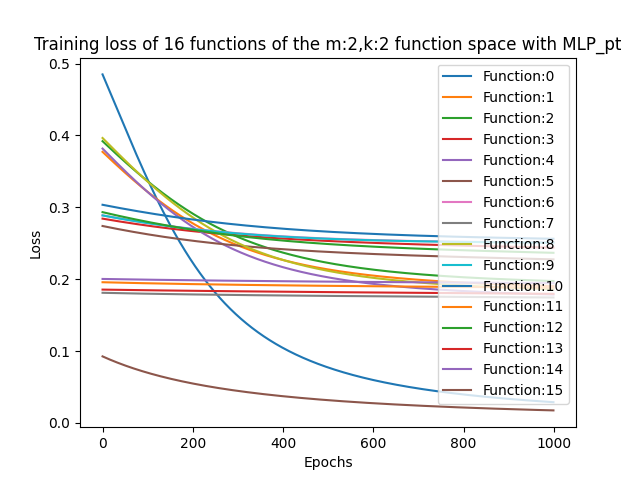 Training loss of 16 functions of the m:2,k:2 function space with MLP_pt
0.5
0.4
0.3
0.2
0.1
0.0
Loss
0
200
400
600
800
1000
Epochs
Function:0
Function:1
Function:2
Function:3
Function:4
Function:5
Function:6
Function:7
Function:8
Function:9
Function:10
Function:11
Function:12
Function:13
Function:14
Function:15